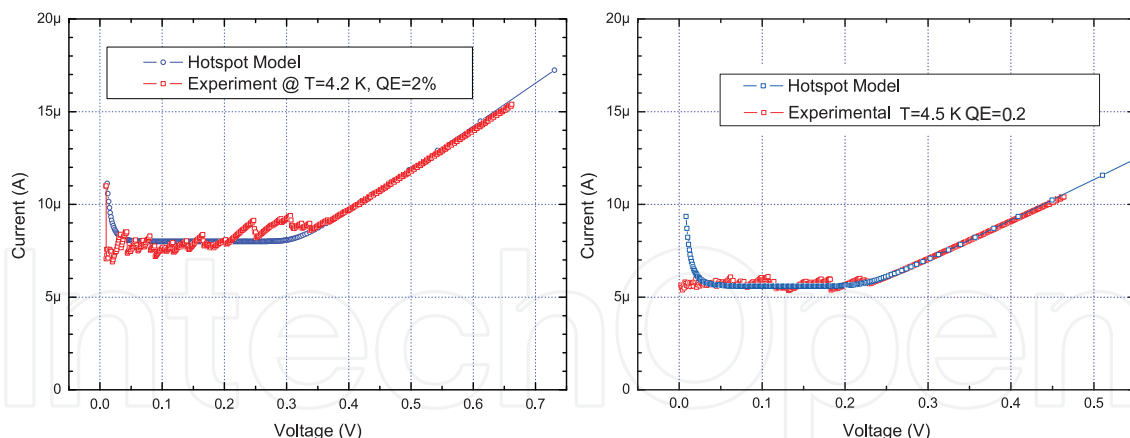 20µ
15µ
10µ
5µ
0
Current (A)
Hotspot Model
Experiment @ T=4.2 K, QE=2%
0.0 0.1 0.2 0.3 0.4 0.5 0.6 0.7
Voltage (V)
20µ
15µ
10µ
5µ
0
Current (A)
Hotspot Model
Experimental T=4.5 K QE=0.2
0.0 0.1 0.2 0.3 0.4 0.5
Voltage (V)
IntechOpen